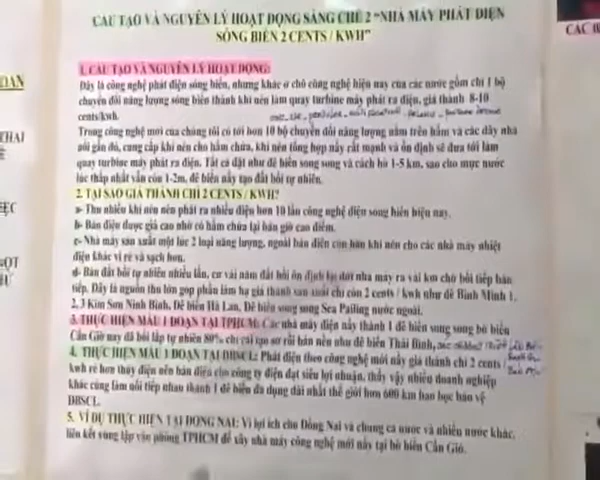 CẤU TẠO VÀ NGUYÊN LÝ HOẠT ĐỘNG SÁNG CHẾ 2 "NHÀ MÁY PHÁT ĐIỆN
SÓNG BIỂN 2 CENTS / KWH"
CÁC
1. CẤU TẠO VÀ NGUYÊN LÝ HOẠT ĐỘNG:
Đây là công nghệ phát điện sóng biển, nhưng khác ở chỗ công nghệ hiện nay của các nước gồm chỉ 1 bộ
chuyển đổi năng lượng sóng biển thành khí nén làm quay turbine máy phát ra điện, giá thành 8-10
cents/kwh.
Trong công nghệ mới của chúng tôi có tới hơn 10 bộ chuyển đổi năng lượng nằm trên hầm và các dây nhà
nối gần đó, cung cấp khí nén cho hầm chứa, khí nén tổng hợp này rất mạnh và ổn định sẽ đưa tới làm
quay turbine máy phát ra điện. Tất cả đặt như đê biển song song và cách bờ 1-5 km, sao cho mực nước
lúc thấp nhất vẫn còn 1-2m, đê biển này tạo đất bồi tự nhiên.
2. TẠI SAO GIÁ THÀNH CHỈ 2 CENTS / KWH?
a- Thu nhiều khí nén nên phát ra nhiều điện hơn 10 lần công nghệ điện sóng biển hiện nay.
b- Bán điện được giá cao nhờ có hầm chứa lại bán giờ cao điểm.
c- Nhà máy sản xuất một lúc 2 loại năng lượng, ngoài bán điện còn bán khí nén cho các nhà máy nhiệt
điện khác vì rẻ và sạch hơn.
d- Bán đất bồi tự nhiên nhiều lần, cứ vài năm đất bồi ổn định lại dời nhà máy ra vài km cho bồi tiếp bán
tiếp. Đây là nguồn thu lớn góp phần làm hạ giá thành sản xuất chỉ còn 2 cents / kwh như đê Bình Minh 1,
2, 3 Kim Sơn Ninh Bình, Đê biển Hà Lan, Đê biển song song Sea Palling nước ngoài.
3. THỰC HIỆN MẪU 1 ĐOẠN TẠI TPHCM: Các nhà máy điện này thành 1 đê biển song song bờ biển
Cần Giờ nay đã bồi lấp tự nhiên 80% chỉ cải tạo sơ rồi bán nền như đê biển Thái Bình,
4. THỰC HIỆN MẪU 1 ĐOẠN TẠI ĐBSCL: Phát điện theo công nghệ mới này giá thành chỉ 2 cents /
kwh rẻ hơn thủy điện nên bán điện cho công ty điện đạt siêu lợi nhuận, thấy vậy nhiều doanh nghiệp
khác cùng làm nối tiếp nhau thành 1 đê biển đa dụng dài nhất thế giới hơn 600 km bao bọc bảo vệ
ĐBSCL.
5. VÍ DỤ THỰC HIỆN TẠI ĐỒNG NAI: Vì lợi ích cho Đồng Nai và chung cả nước và nhiều nước khác,
liên kết vùng lập văn phòng TPHCM để xây nhà máy công nghệ mới này tại bờ biển Cần Giờ.